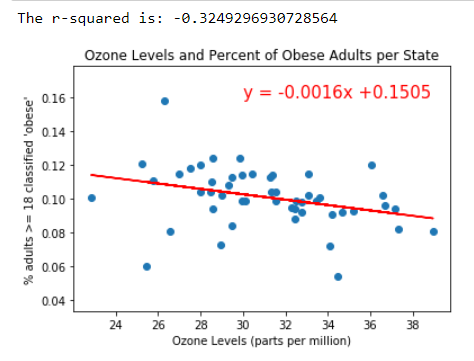 The r-squared is: -0.3249296930728564
Ozone Levels and Percent of Obese Adults per State
y = -0.0016x +0.1505
% adults >= 18 classified 'obese'
0.16
0.14
0.12
0.10
0.08
0.06
0.04
24 26 28 30 32 34 36 38
Ozone Levels (parts per million)